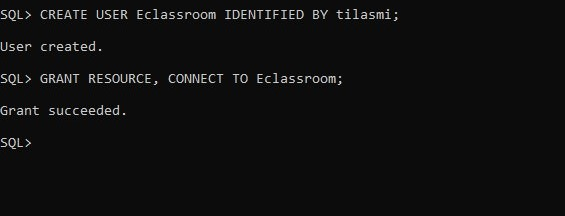 SQL> CREATE USER Eclassroom IDENTIFIED BY tilasmi;
User created.
SQL> GRANT RESOURCE, CONNECT TO Eclassroom;
Grant succeeded.
SQL>